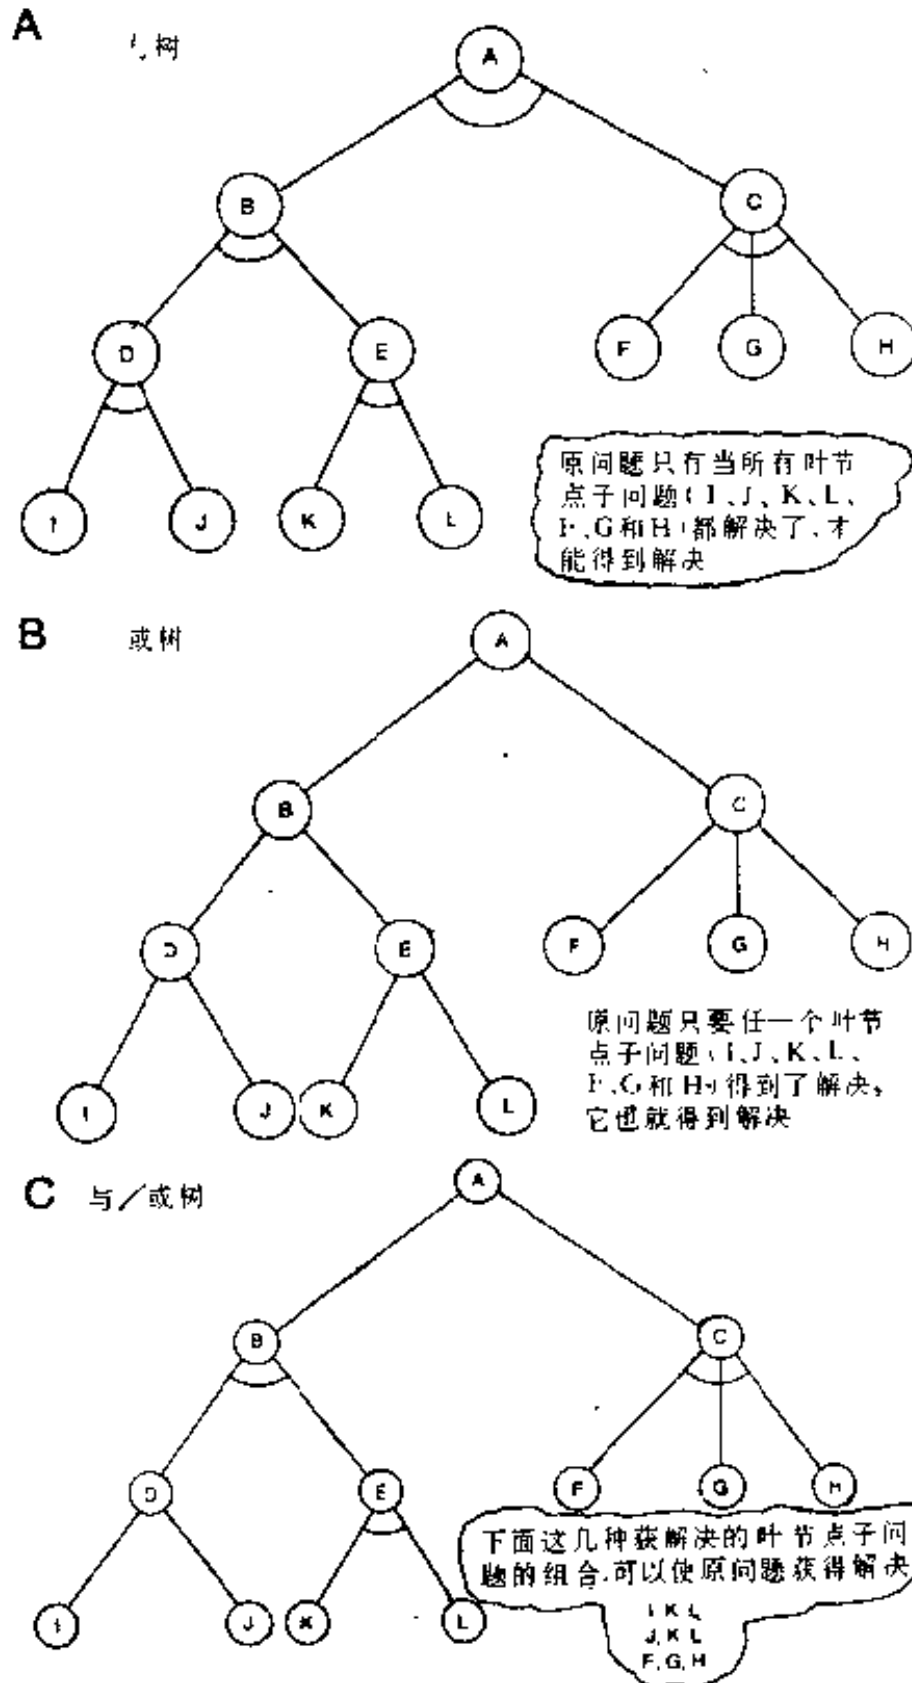 A
树
A
B
C
D
E
F
G
H
I
J
K
L
原问题只有当所有叶节
点子问题(I、J、K、L、
F、G和H)都解决了,才
能得到解决
B
或树
A
B
C
D
E
F
G
H
I
J
K
L
原问题只要任一个叶节
点子问题(I、J、K、L、
F、G和H)得到了解决,
它也就得到解决
C
与/或树
A
B
C
D
E
F
G
H
I
J
K
L
下面这几种获解决的叶节点子问
题的组合,可以使原问题获得解决
I K L
J, K L
F, G, H